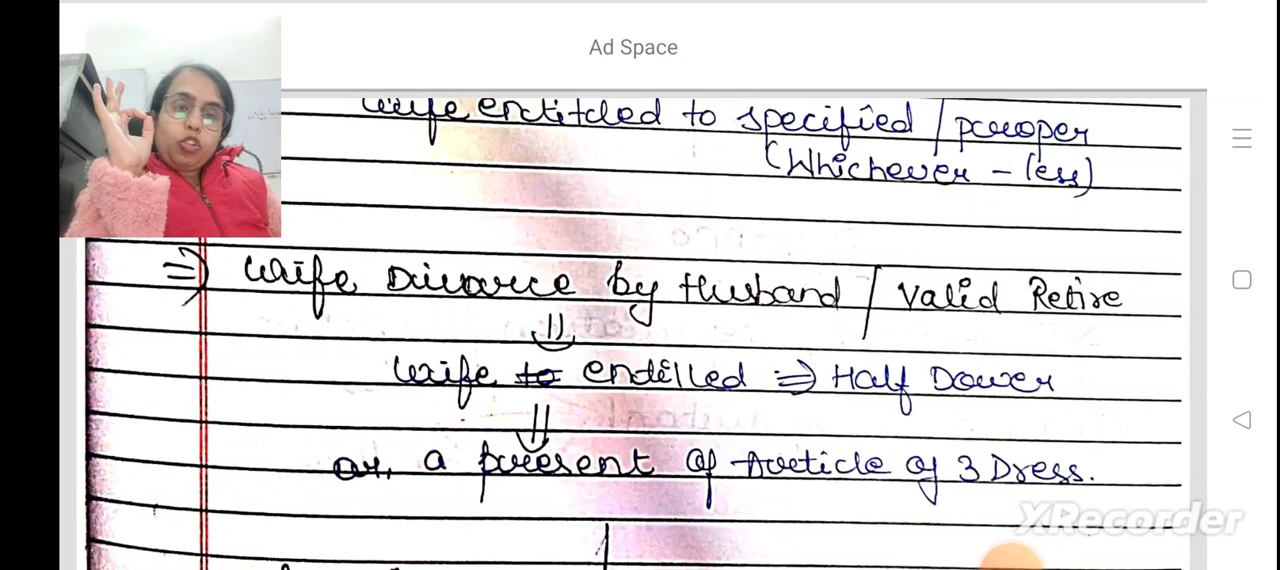 Ad Space
wife entitled to specified / proper
(Whichever - less)
=> Wife Divorce by Husband / Valid Retire
Wife to entilled => Half Dower
or, a present of Article of 3 Dress.
XRecorder